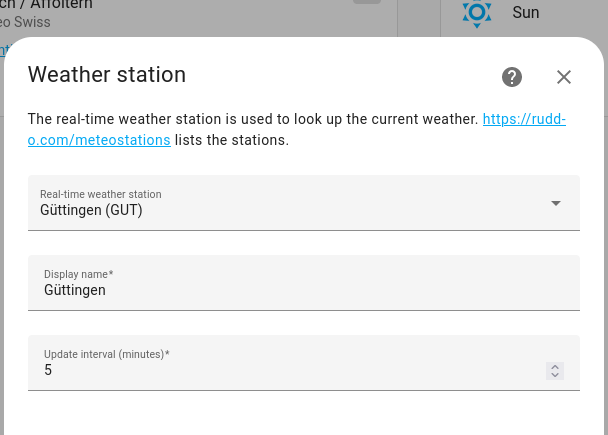 ch / Affoltern
eo Swiss
Sun
Weather station
The real-time weather station is used to look up the current weather. https://rudd-
o.com/meteostations lists the stations.
Real-time weather station
Güttingen (GUT)
Display name*
Güttingen
Update interval (minutes)*
5